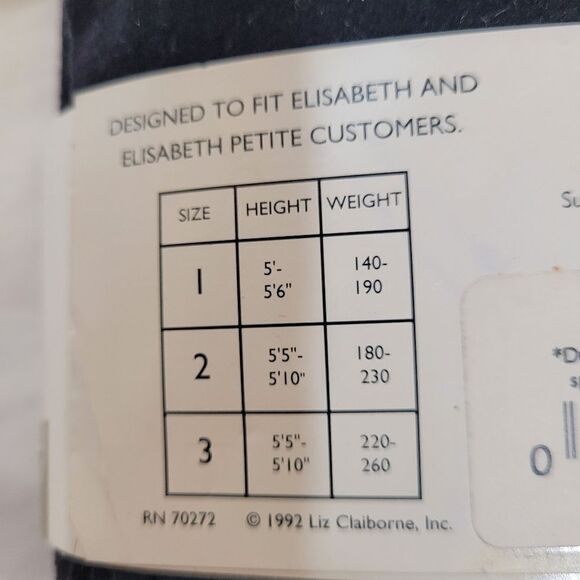 DESIGNED TO FIT ELISABETH AND
ELISABETH PETITE CUSTOMERS.
SIZE HEIGHT WEIGHT
1 5'- 140-
5'6" 190
2 5'5"- 180-
5'10" 230
3 5'5"- 220-
5'10" 260
RN 70272 © 1992 Liz Claiborne, Inc.
0